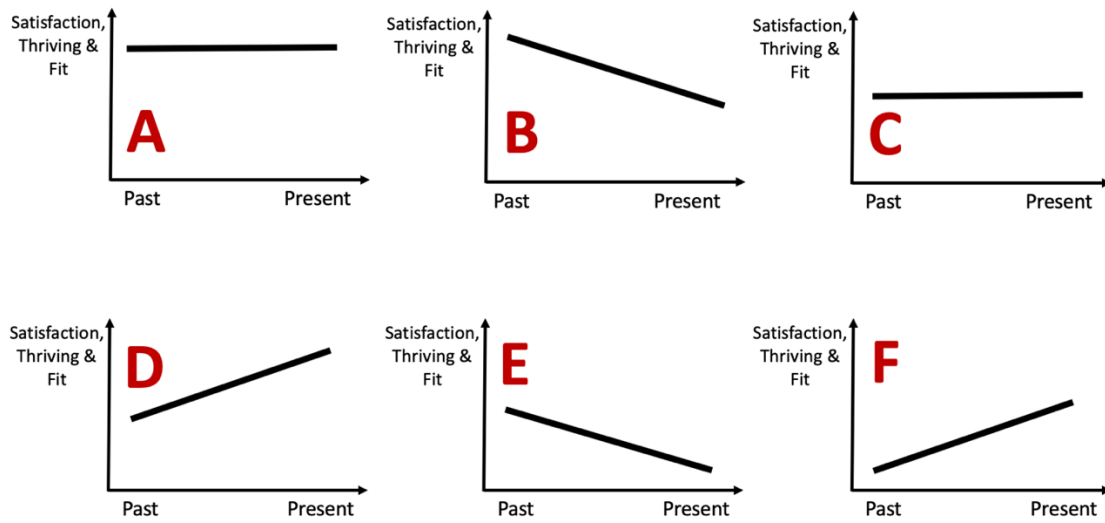 Satisfaction,
Thriving &
Fit
A
Past Present
Satisfaction,
Thriving &
Fit
B
Past Present
Satisfaction,
Thriving &
Fit
C
Past Present
Satisfaction,
Thriving &
Fit
D
Past Present
Satisfaction,
Thriving &
Fit
E
Past Present
Satisfaction,
Thriving &
Fit
F
Past Present